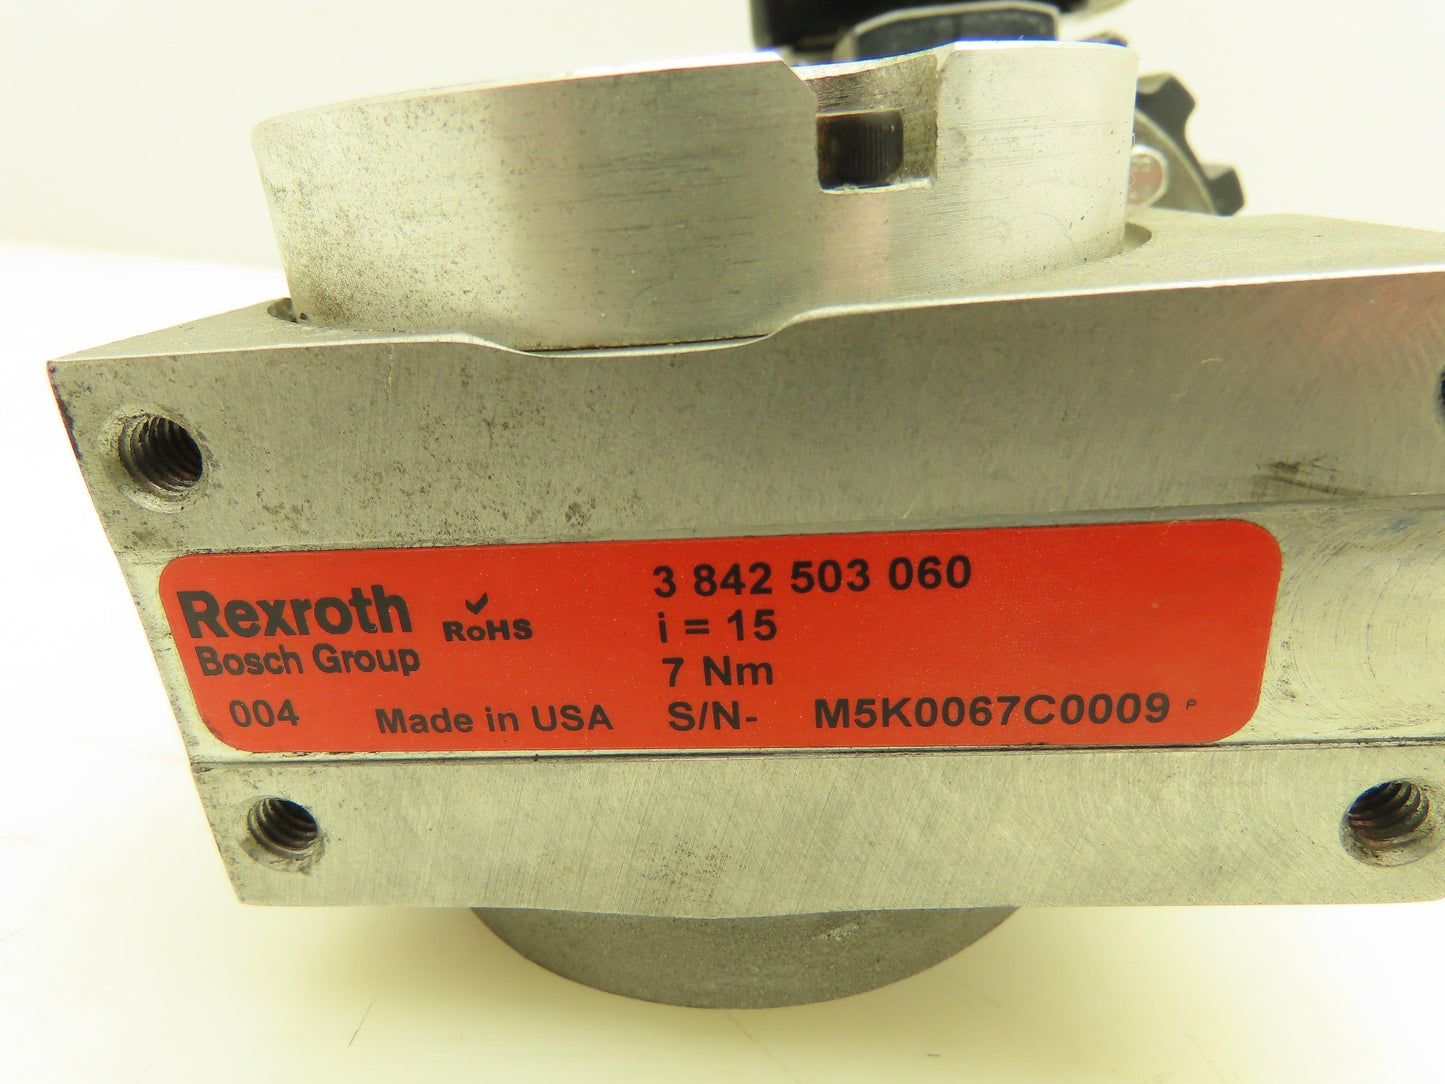 Rexroth
Bosch Group
RoHS
3 842 503 060
i = 15
7 Nm
004 Made in USA S/N- M5K0067C0009 P